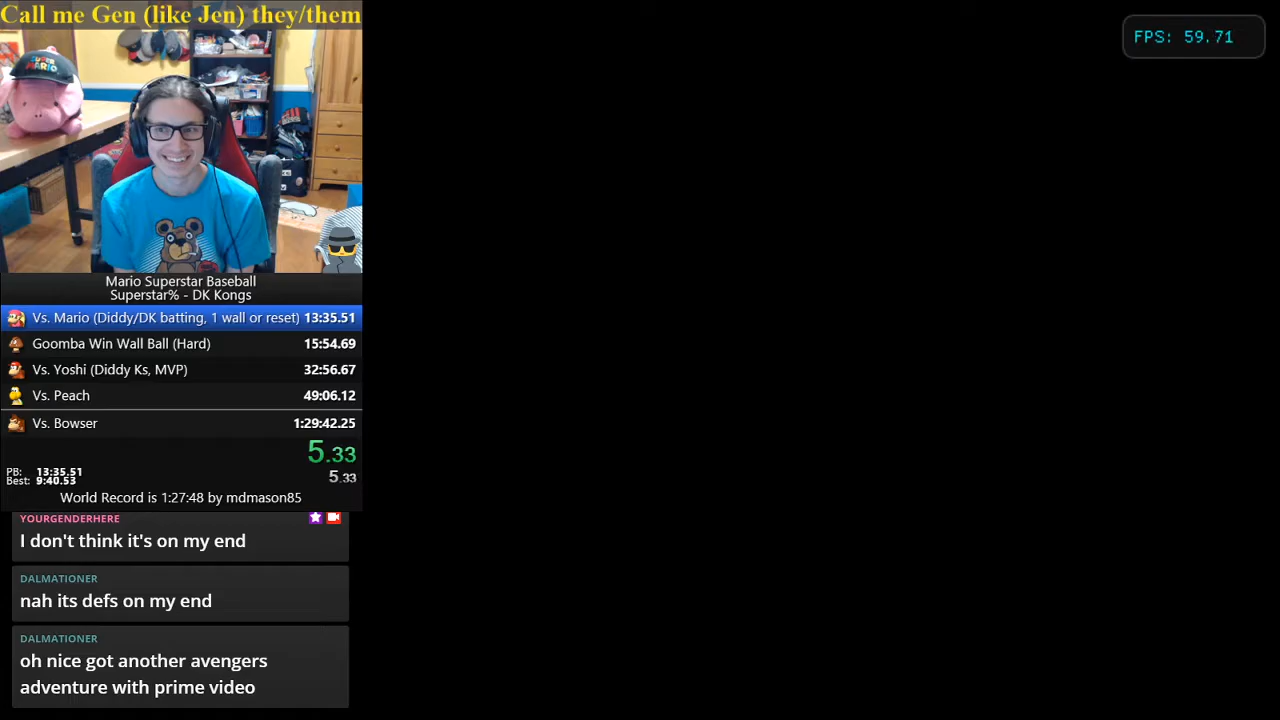 Call me Gen (like Jen) they/them
FPS: 59.71
SUPER
MARIO
Mario Superstar Baseball
Superstar% - DK Kongs
Vs. Mario (Diddy/DK batting, 1 wall or reset) 13:35.51
Goomba Win Wall Ball (Hard) 15:54.69
Vs. Yoshi (Diddy Ks, MVP) 32:56.67
Vs. Peach 49:06.12
Vs. Bowser 1:29:42.25
5.33
PB: 13:35.51
Best: 9:40.53
5.33
World Record is 1:27:48 by mdmason85
YOURGENDERHERE
I don't think it's on my end
DALMATIONER
nah its defs on my end
DALMATIONER
oh nice got another avengers
adventure with prime video